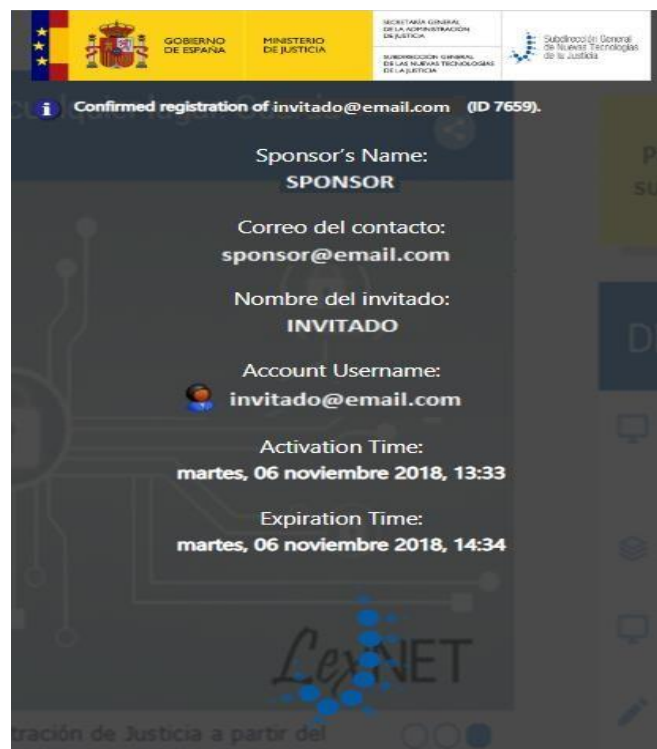 GOBIERNO
DE ESPAÑA
MINISTERIO
DE JUSTICIA
SECRETARÍA GENERAL
DE LA ADMINISTRACIÓN
DE JUSTICIA
SUBDIRECCIÓN GENERAL
DE LAS NUEVAS TECNOLOGÍAS
DE LA JUSTICIA
Subdirección General
de Nuevas Tecnologías
de la Justicia
Confirmed registration of invitado@email.com (ID 7659).
Sponsor's Name:
SPONSOR
Correo del contacto:
sponsor@email.com
Nombre del invitado:
INVITADO
Account Username:
invitado@email.com
Activation Time:
martes, 06 noviembre 2018, 13:33
Expiration Time:
martes, 06 noviembre 2018, 14:34
LexNET
tración de Justicia a partir del